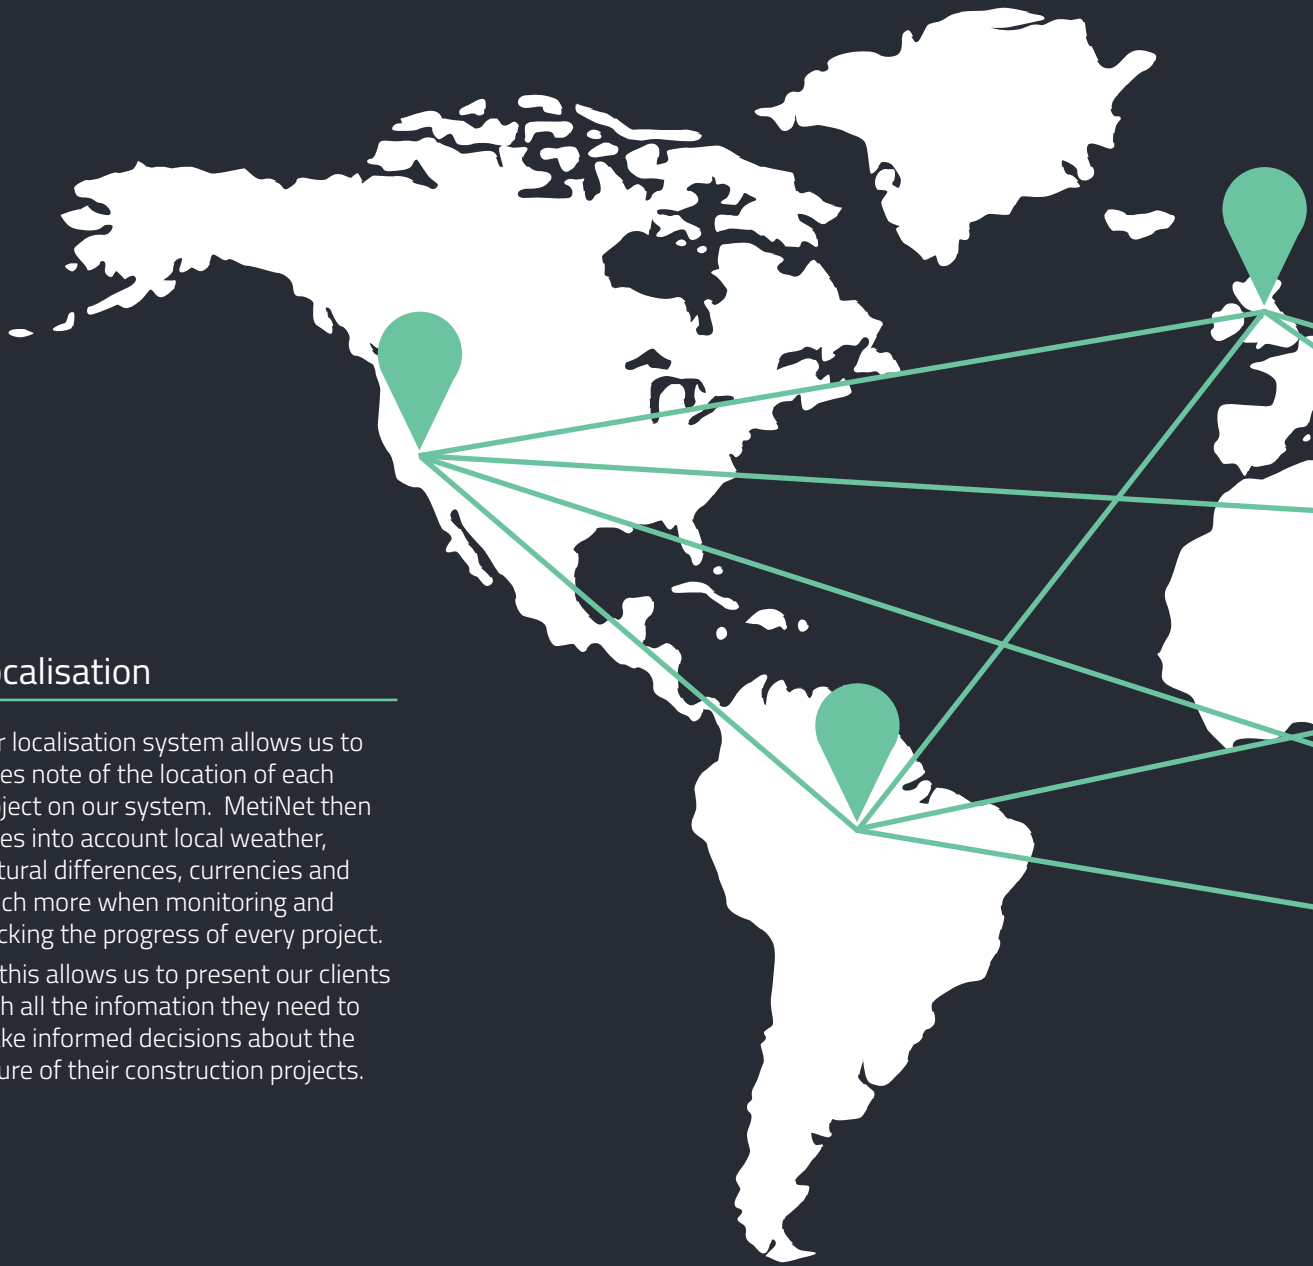 ocalisation
r localisation system allows us to
es note of the location of each
ject on our system.  MetiNet then
es into account local weather,
tural differences, currencies and
ch more when monitoring and
cking the progress of every project.
this allows us to present our clients
h all the infomation they need to
ke informed decisions about the
ure of their construction projects.